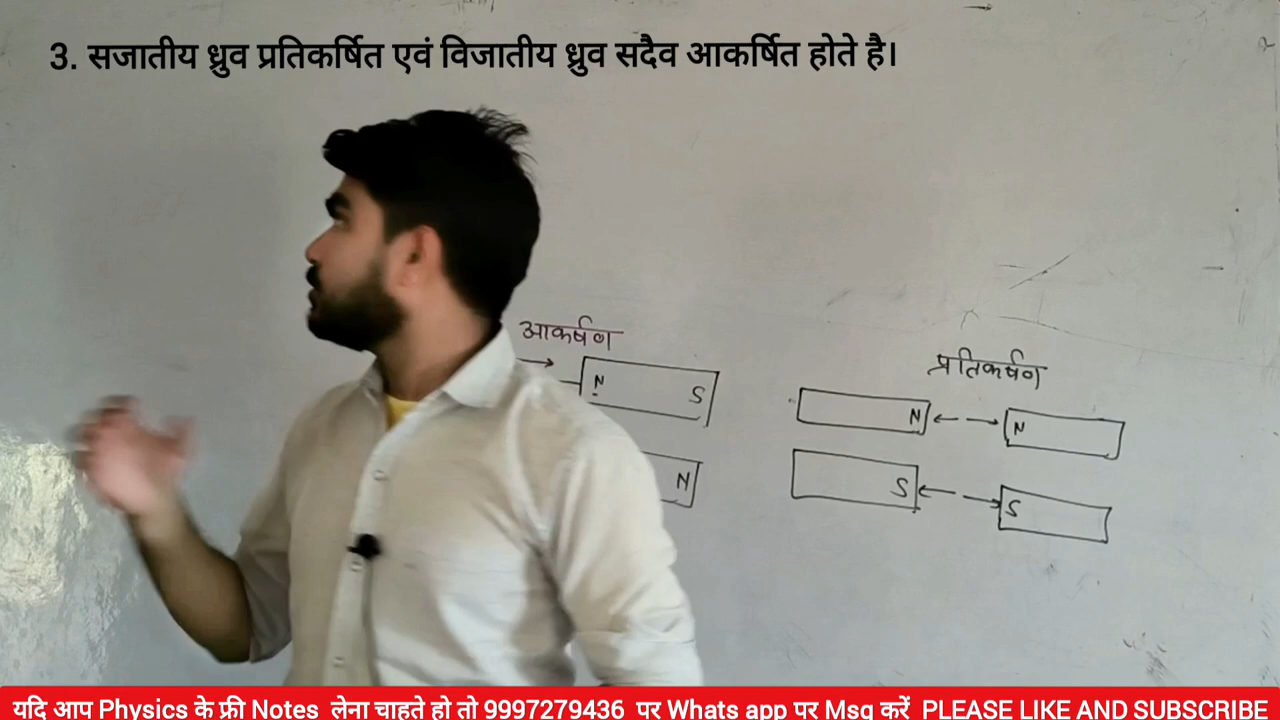 3. सजातीय ध्रुव प्रतिकर्षित एवं विजातीय ध्रुव सदैव आकर्षित होते है।
आकर्षण
N S
N
प्रतिकर्षण
N N
S S
यदि आप Physics के फ्री Notes लेना चाहते हो तो 9997279436 पर Whats app पर Msg करें PLEASE LIKE AND SUBSCRIBE